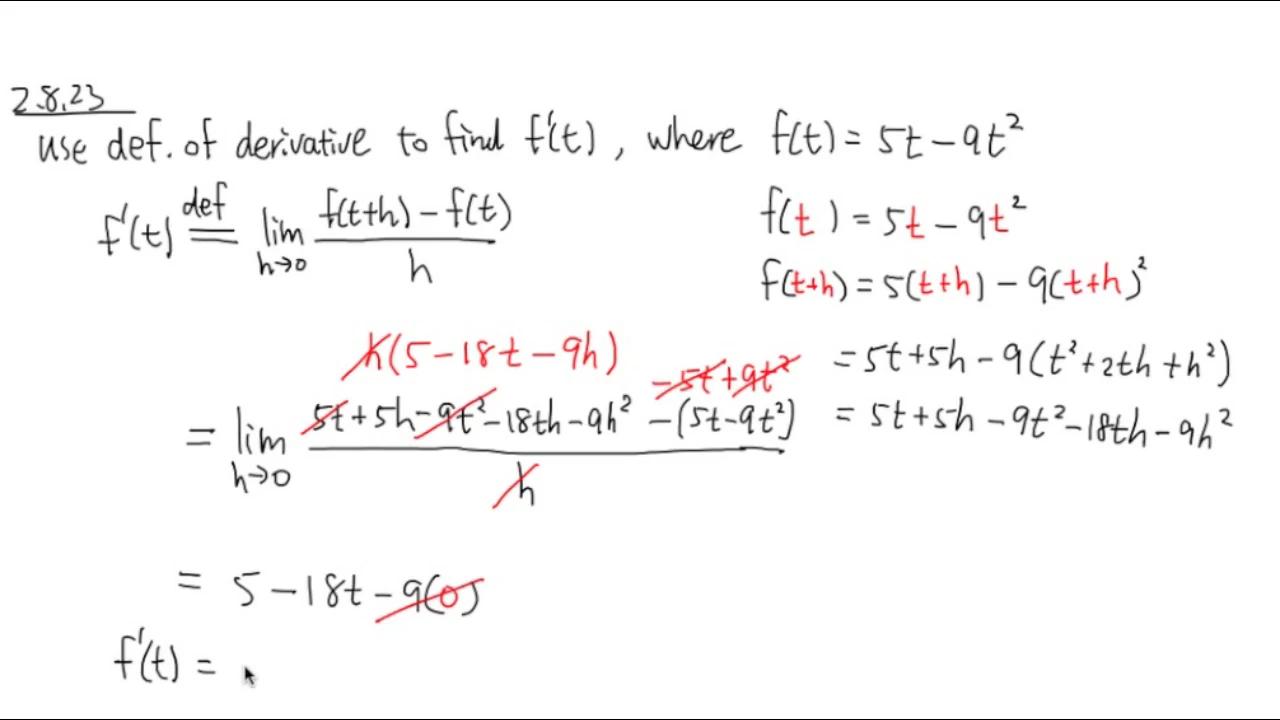 2.8.23
use def. of derivative to find f'(t), where f(t) = 5t - 9t²
f'(t) def= lim h→0 f(t+h) - f(t) / h
f(t) = 5t - 9t²
f(t+h) = 5(t+h) - 9(t+h)²
= 5t + 5h - 9(t² + 2th + h²)
= 5t + 5h - 9t² - 18th - 9h²
h(5 - 18t - 9h)
-5t + 9t²
= lim h→0 5t + 5h - 9t² - 18th - 9h² - (5t - 9t²) / h
= 5 - 18t - 9(0)
f'(t) =